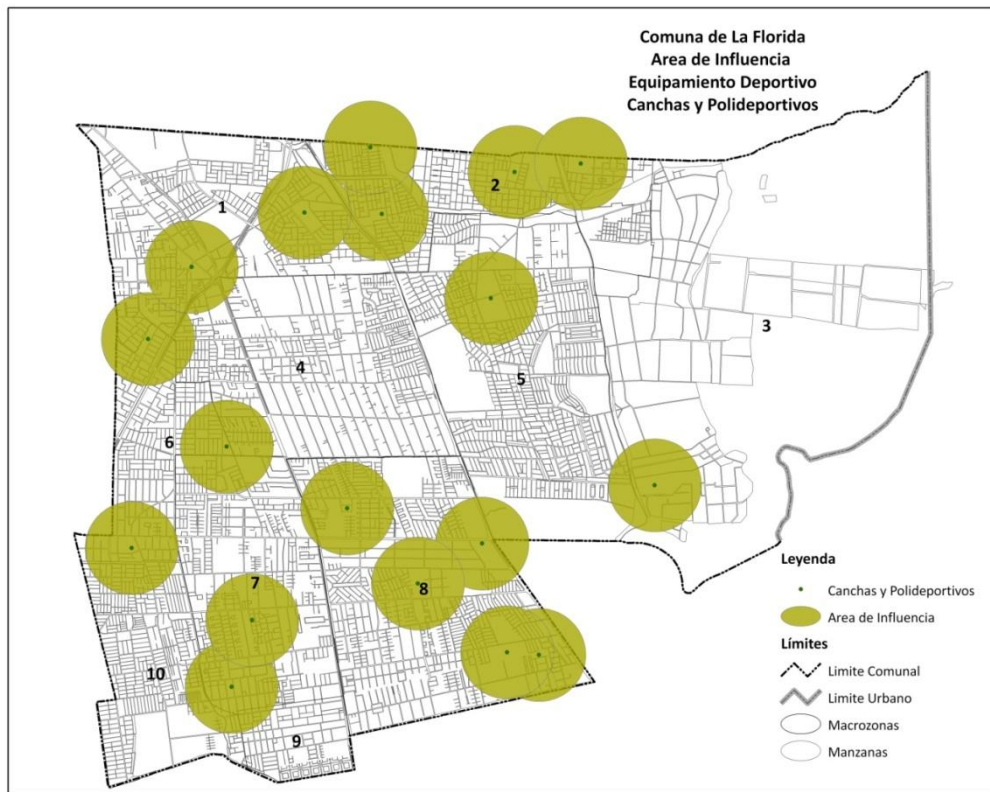 Comuna de La Florida
Area de Influencia
Equipamiento Deportivo
Canchas y Polideportivos
1
2
3
4
5
6
7
8
9
10
Leyenda
Canchas y Polideportivos
Area de Influencia
Límites
Limite Comunal
Limite Urbano
Macrozonas
Manzanas